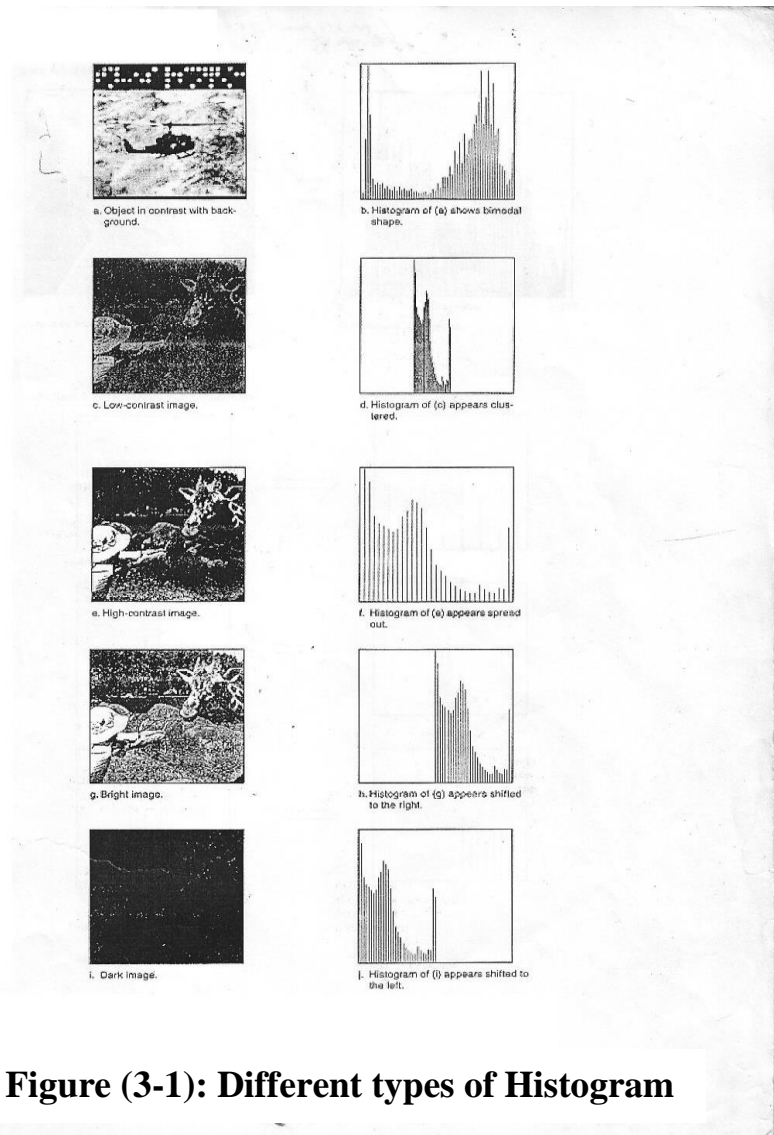 a. Object in contrast with back-
ground.
b. Histogram of (a) shows bimodal
shape.
c. Low-contrast image.
d. Histogram of (c) appears clus-
tered.
e. High-contrast image.
f. Histogram of (e) appears spread
out.
g. Bright image.
h. Histogram of (g) appears shifted
to the right.
i. Dark image.
j. Histogram of (i) appears shifted to
the left.
Figure (3-1): Different types of Histogram